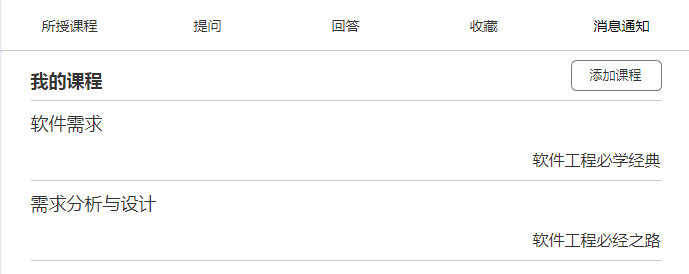 所授课程 提问 回答 收藏 消息通知
我的课程 添加课程
软件需求
软件工程必学经典
需求分析与设计
软件工程必经之路